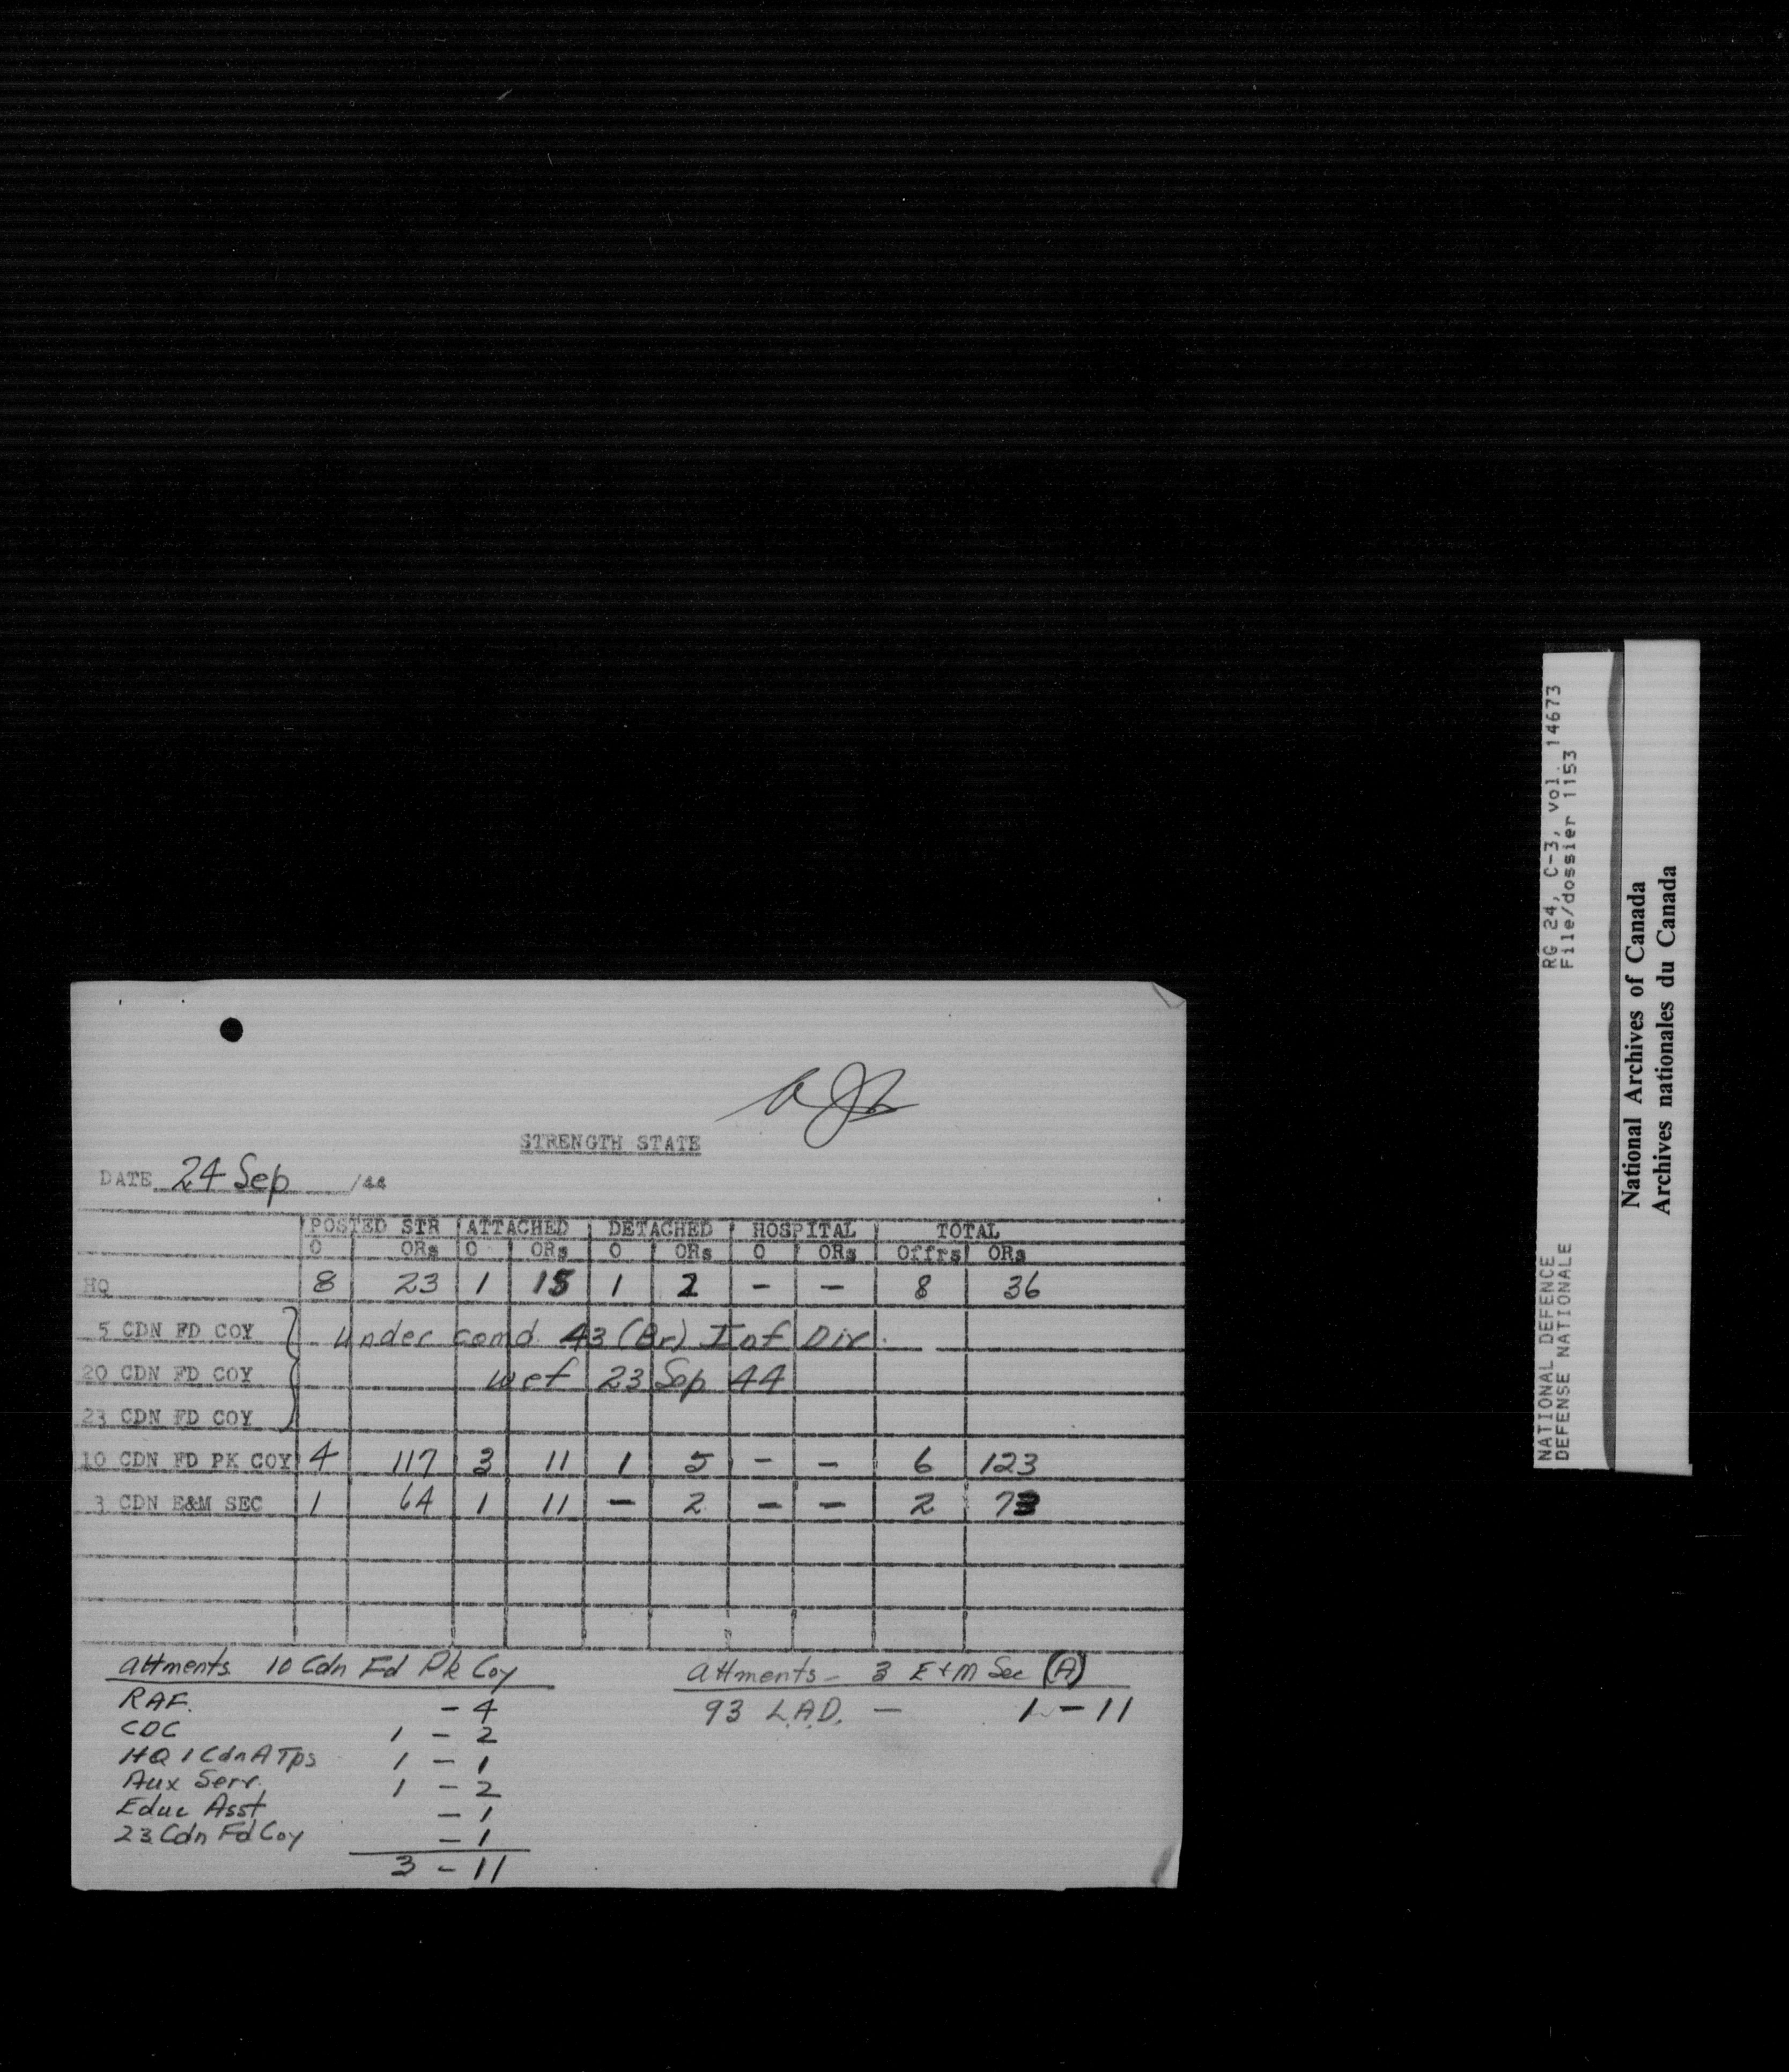 STRENGTH STATE
DATE 24 Sep /44
POSTED STR ATTACHED DETACHED HOSPITAL TOTAL
O ORs O ORs O ORs O ORs Offrs ORs
HQ 8 23 1 15 1 2 - - 8 36
5 CDN FD COY under comd 43 (Br) Inf Div.
20 CDN FD COY wef 23 Sep 44
23 CDN FD COY
10 CDN FD PK COY 4 117 3 11 1 5 - - 6 123
3 CDN E&M SEC 1 64 1 11 - 2 - - 2 73
Attments 10 Cdn Fd Pk Coy
RAF. - 4
CDC 1 - 2
HQ 1 Cdn A Tps 1 - 1
Aux Serv. 1 - 2
Educ Asst - 1
23 Cdn Fd Coy - 1
3 - 11
Attments - 3 E+M Sec (A)
93 L.A.D. - 1 - 11
RG 24, C-3, vol. 14673
File/dossier 1153
NATIONAL DEFENCE
DEFENSE NATIONALE
National Archives of Canada
Archives nationales du Canada